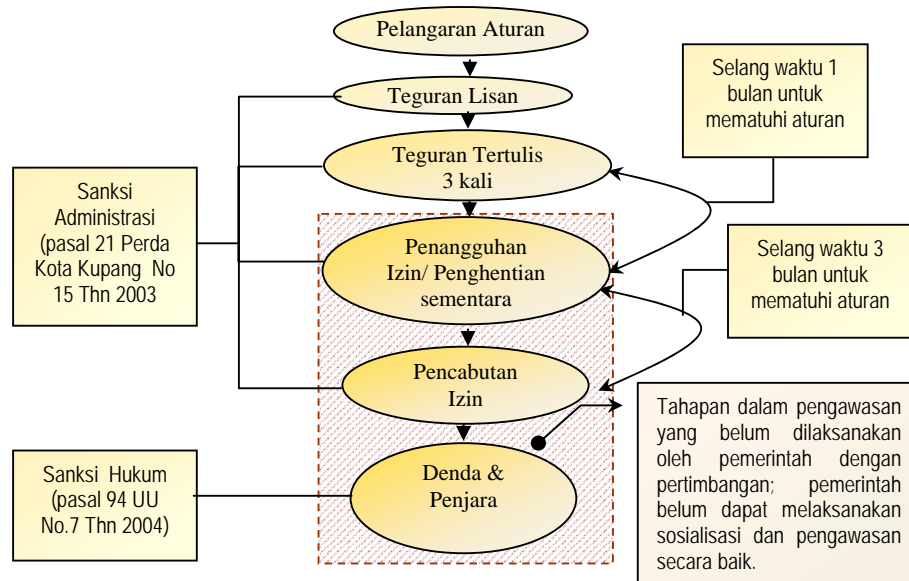 Pelangaran Aturan
Teguran Lisan
Teguran Tertulis
3 kali
Penangguhan
Izin/ Penghentian
sementara
Pencabutan
Izin
Denda &
Penjara
Sanksi
Administrasi
(pasal 21 Perda
Kota Kupang No
15 Thn 2003
Sanksi Hukum
(pasal 94 UU
No.7 Thn 2004)
Selang waktu 1
bulan untuk
mematuhi aturan
Selang waktu 3
bulan untuk
mematuhi aturan
Tahapan dalam pengawasan
yang belum dilaksanakan
oleh pemerintah dengan
pertimbangan; pemerintah
belum dapat melaksanakan
sosialisasi dan pengawasan
secara baik.